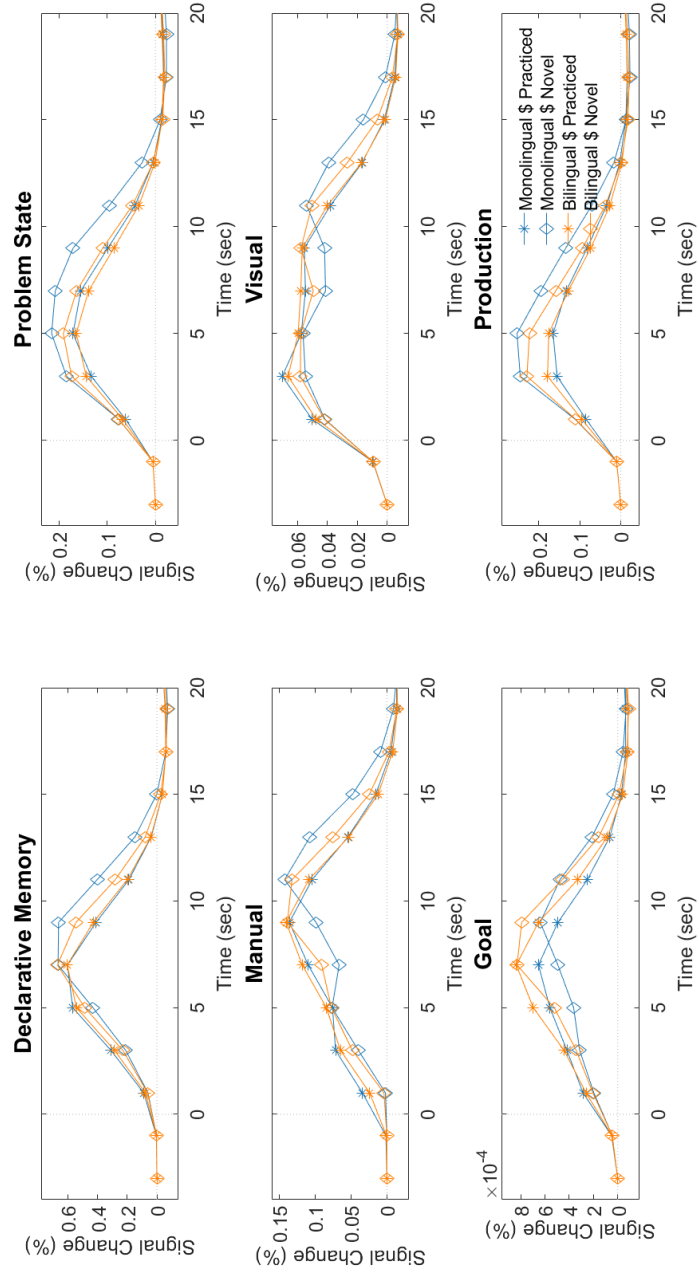 Declarative Memory
Signal Change (%)
0.6
0.4
0.2
0
0
5
10
15
20
Time (sec)
Problem State
Signal Change (%)
0.2
0.1
0
0
5
10
15
20
Time (sec)
Manual
Signal Change (%)
0.15
0.1
0.05
0
0
5
10
15
20
Time (sec)
Visual
Signal Change (%)
0.06
0.04
0.02
0
0
5
10
15
20
Time (sec)
Goal
×10-4
Signal Change (%)
8
6
4
2
0
0
5
10
15
20
Time (sec)
Production
Signal Change (%)
0.2
0.1
0
0
5
10
15
20
Time (sec)
Monolingual $ Practiced
Monolingual $ Novel
Bilingual $ Practiced
Bilingual $ Novel